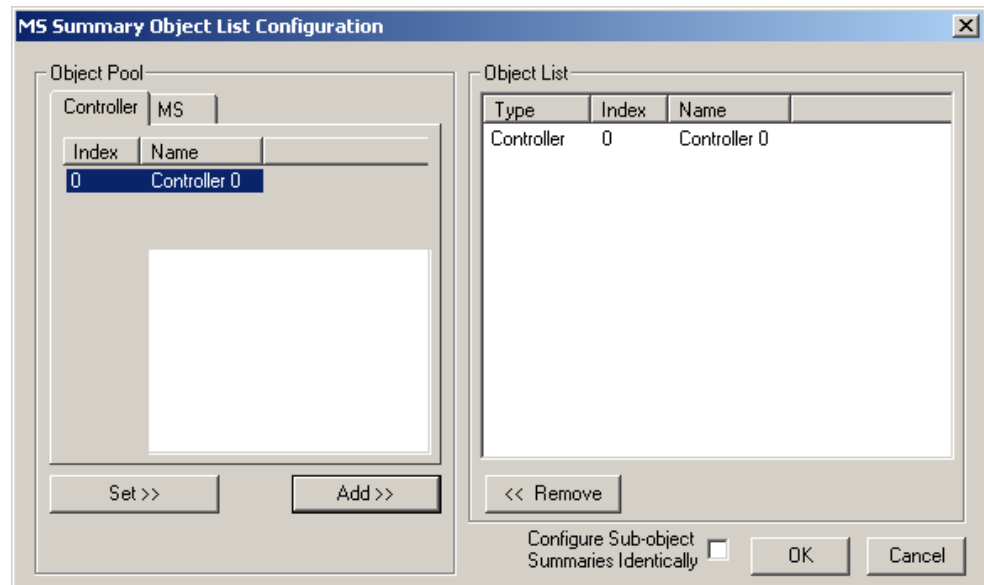 MS Summary Object List Configuration
Object Pool
Controller MS
Index Name
0 Controller 0
Set >> Add >>
Object List
Type Index Name
Controller 0 Controller 0
<< Remove
Configure Sub-object
Summaries Identically
OK Cancel